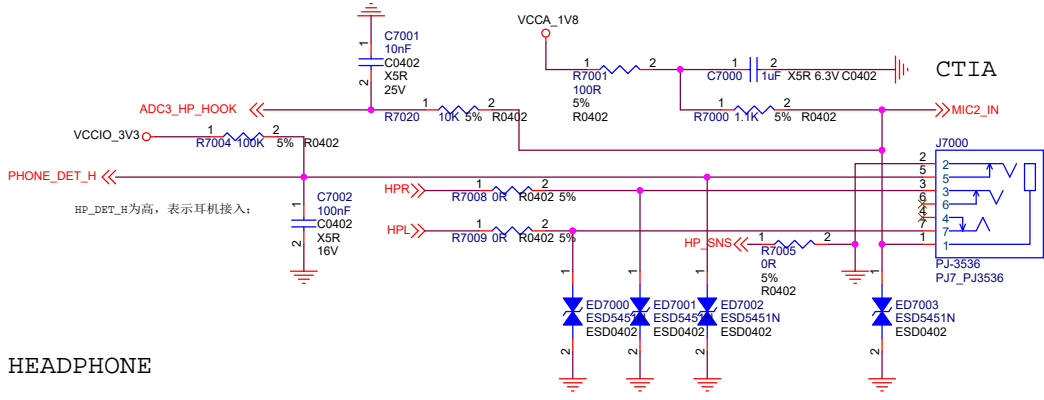 VCCA_1V8
1
C7001
10nF
C0402
X5R
25V
2
1
2
R7001
100R
5%
R0402
1
2
C7000
1uF
X5R 6.3V C0402
CTIA
ADC3_HP_HOOK
1
2
R7020
10K
5%
R0402
1
2
R7000
1.1K
5%
R0402
MIC2_IN
VCCIO_3V3
1
2
R7004
100K
5%
R0402
J7000
PHONE_DET_H
HP_DET_H为高，表示耳机接入;
1
C7002
100nF
C0402
X5R
16V
2
HPR
1
2
R7008
0R
R0402
5%
HPL
1
2
R7009
0R
R0402
5%
HP_SNS
1
2
R7005
0R
5%
R0402
2
5
3
6
4
7
1
2
5
3
6
4
7
1
PJ-3536
PJ7_PJ3536
1
ED7000
ESD5451N
ESD0402
2
1
ED7001
ESD5451N
ESD0402
2
1
ED7002
ESD5451N
ESD0402
2
1
ED7003
ESD5451N
ESD0402
2
HEADPHONE